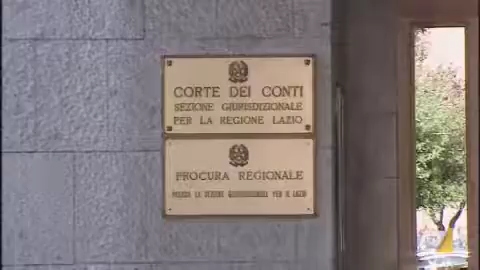 CORTE DEI CONTI
SEZIONE GIURISDIZIONALE
PER LA REGIONE LAZIO
PROCURA REGIONALE
PRESSO LA SEZIONE GIURISDIZIONALE PER IL LAZIO